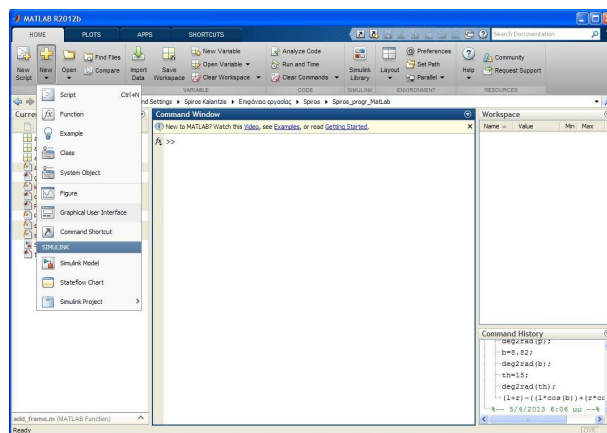 MATLAB R2012b
HOME PLOTS APPS SHORTCUTS
Search Documentation
New Script
New
Open
Find Files
Compare
Import Data
Save Workspace
New Variable
Open Variable
Clear Workspace
Analyze Code
Run and Time
Clear Commands
Simulink Library
Layout
Preferences
Set Path
Parallel
Help
Community
Request Support
VARIABLE CODE SIMULINK ENVIRONMENT RESOURCES
nd Settings Spiros Kalantzis Επιφάνεια εργασίας Spiros Spiros_progr_MatLab
Curre
Script Ctrl+N
Function
Example
Class
System Object
Figure
Graphical User Interface
Command Shortcut
SIMULINK
Simulink Model
Stateflow Chart
Simulink Project
Command Window
New to MATLAB? Watch this Video, see Examples, or read Getting Started.
fx >>
Workspace
Name Value Min Max
Command History
deg2rad(p);
b=8.82;
deg2rad(b);
th=15;
deg2rad(th);
(l+r)-((l*cos(b))+(r*co
%-- 5/4/2013 6:06 μμ --%
add_frame.m (MATLAB Function)
Ready
OVR